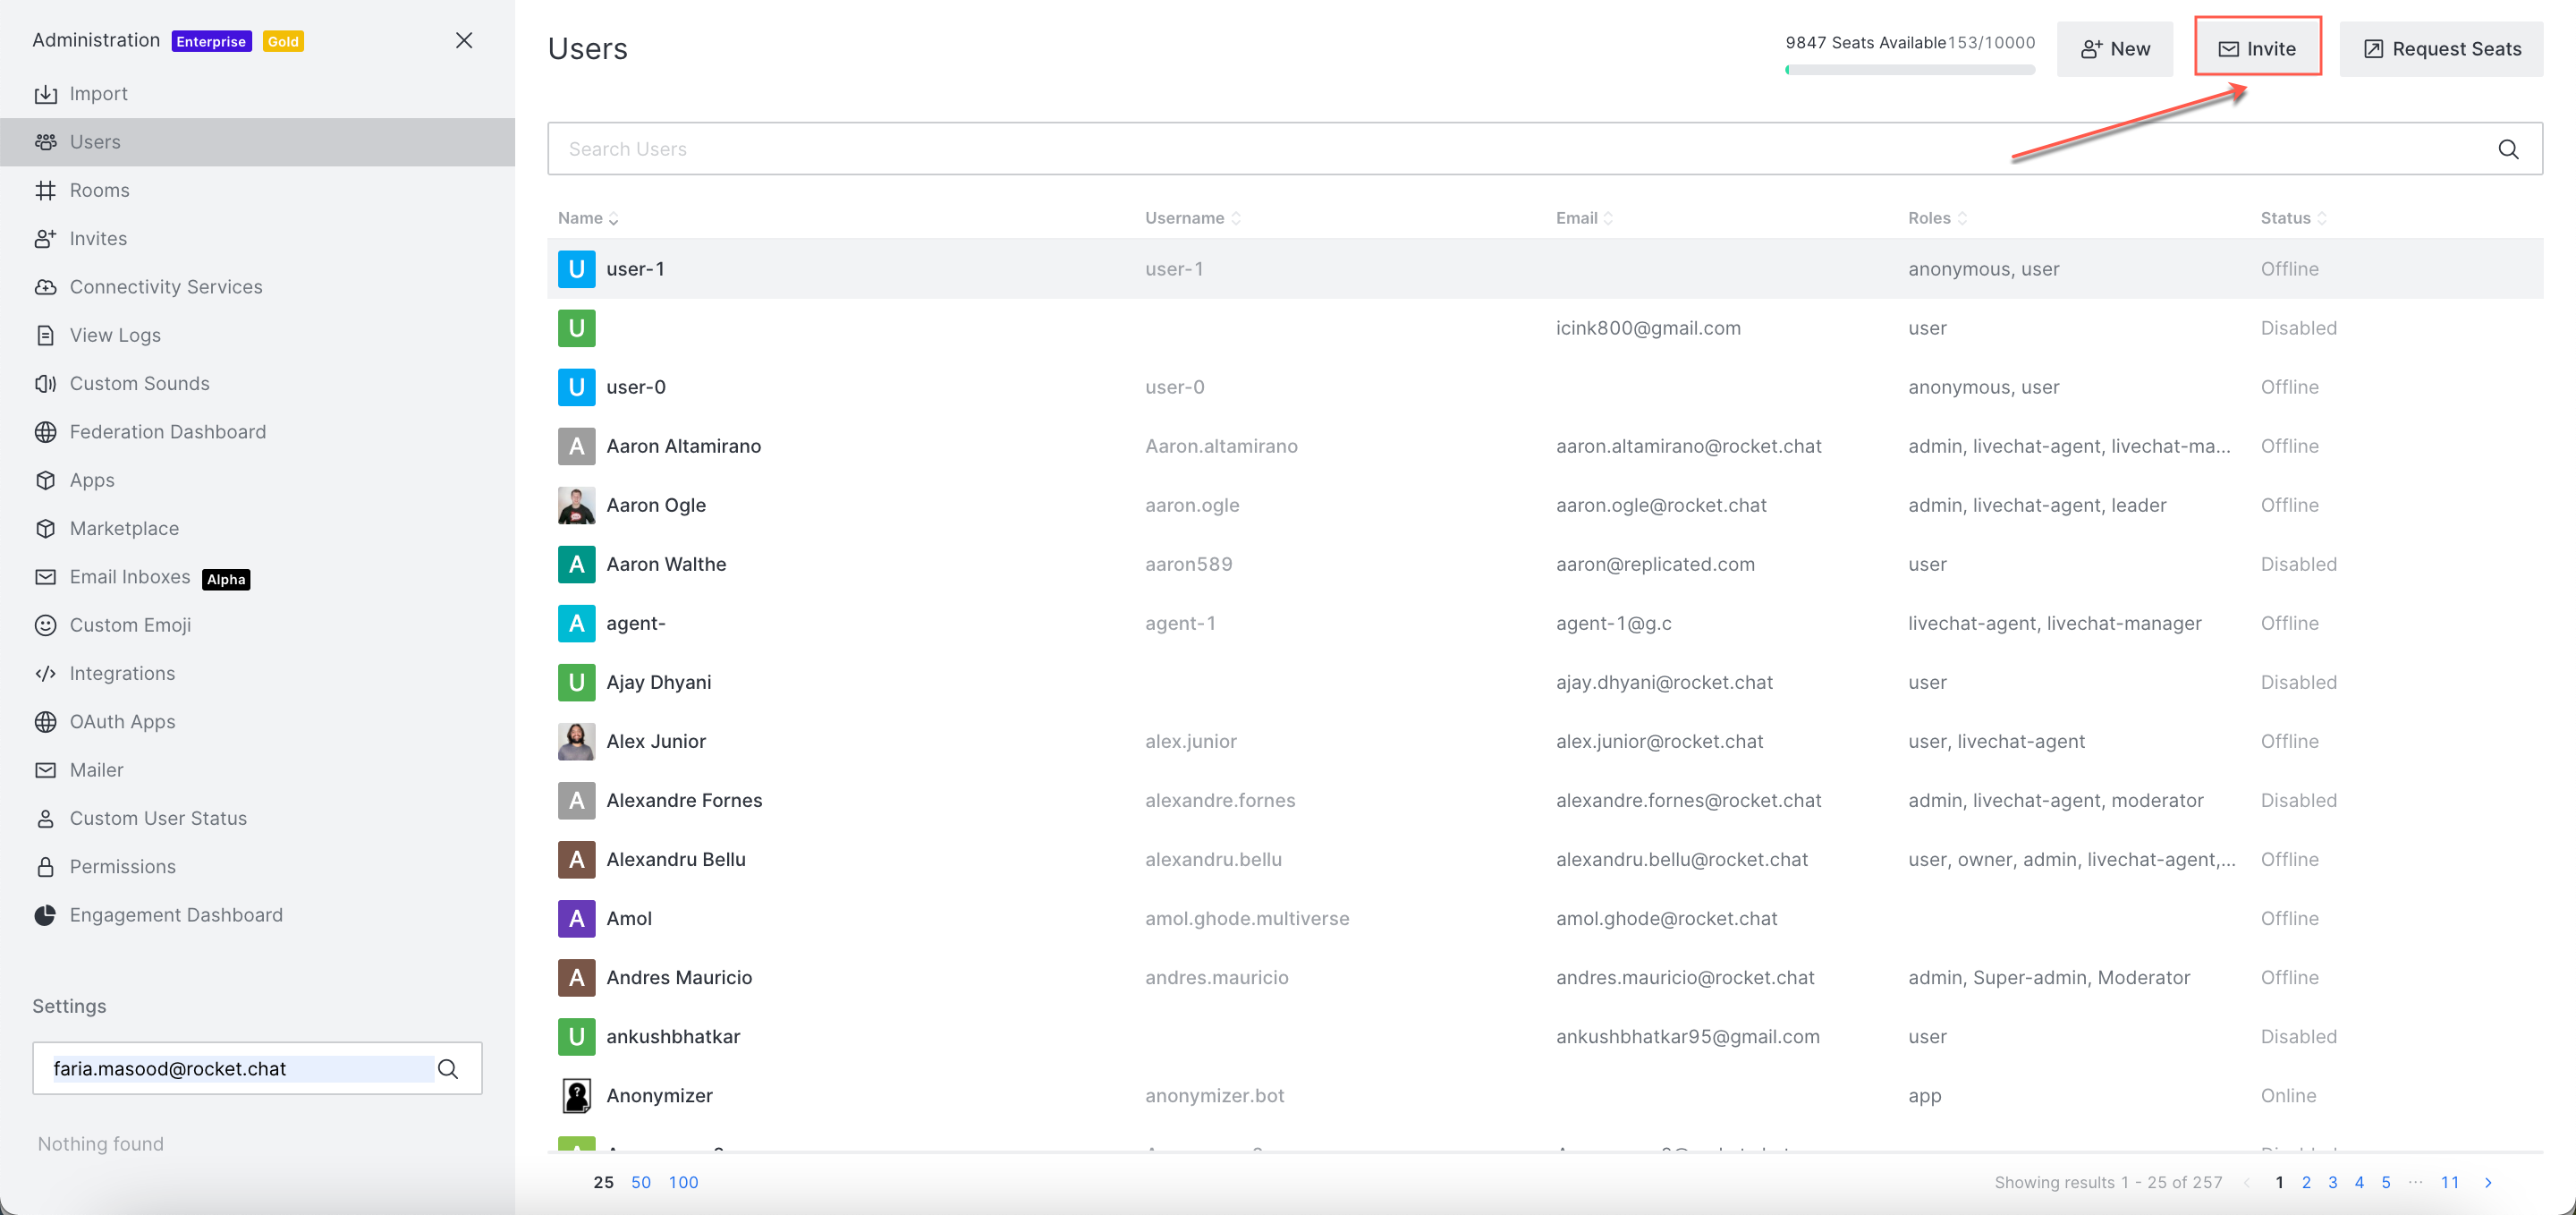 Administration Enterprise Gold
Import
Users
Rooms
Invites
Connectivity Services
View Logs
Custom Sounds
Federation Dashboard
Apps
Marketplace
Email Inboxes Alpha
Custom Emoji
Integrations
OAuth Apps
Mailer
Custom User Status
Permissions
Engagement Dashboard
Settings
faria.masood@rocket.chat
Nothing found
Users
9847 Seats Available 153/10000
New
Invite
Request Seats
Search Users
Name Username Email Roles Status
U user-1 user-1 anonymous, user Offline
U icink800@gmail.com user Disabled
U user-0 user-0 anonymous, user Offline
A Aaron Altamirano Aaron.altamirano aaron.altamirano@rocket.chat admin, livechat-agent, livechat-ma... Offline
Aaron Ogle aaron.ogle aaron.ogle@rocket.chat admin, livechat-agent, leader Offline
A Aaron Walthe aaron589 aaron@replicated.com user Disabled
A agent- agent-1 agent-1@g.c livechat-agent, livechat-manager Offline
U Ajay Dhyani ajay.dhyani@rocket.chat user Disabled
Alex Junior alex.junior alex.junior@rocket.chat user, livechat-agent Offline
A Alexandre Fornes alexandre.fornes alexandre.fornes@rocket.chat admin, livechat-agent, moderator Disabled
A Alexandru Bellu alexandru.bellu alexandru.bellu@rocket.chat user, owner, admin, livechat-agent,... Offline
A Amol amol.ghode.multiverse amol.ghode@rocket.chat Offline
A Andres Mauricio andres.mauricio andres.mauricio@rocket.chat admin, Super-admin, Moderator Offline
U ankushbhatkar ankushbhatkar95@gmail.com user Disabled
Anonymizer anonymizer.bot app Online
25 50 100
Showing results 1 - 25 of 257 ‹ 1 2 3 4 5 ··· 11 ›